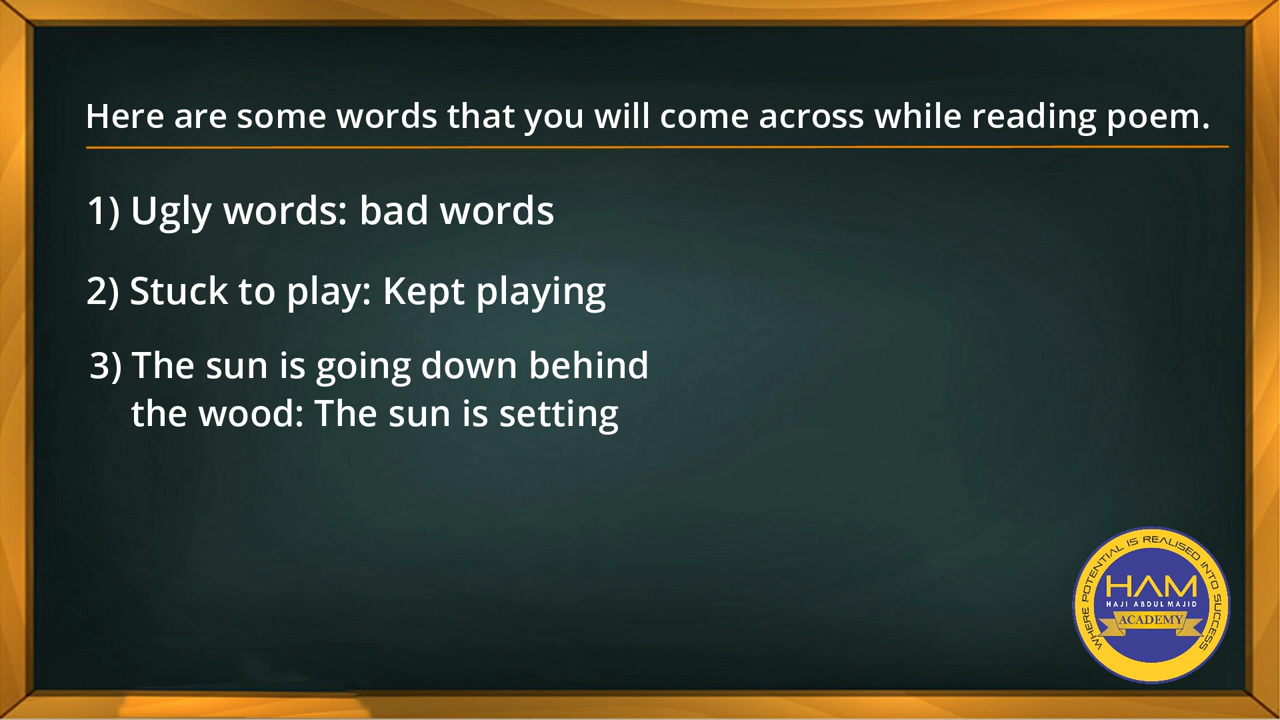 Here are some words that you will come across while reading poem.
1) Ugly words: bad words
2) Stuck to play: Kept playing
3) The sun is going down behind
the wood: The sun is setting
WHERE POTENTIAL IS REALISED INTO SUCCESS
HAM
HAJI ABDUL MAJID
ACADEMY